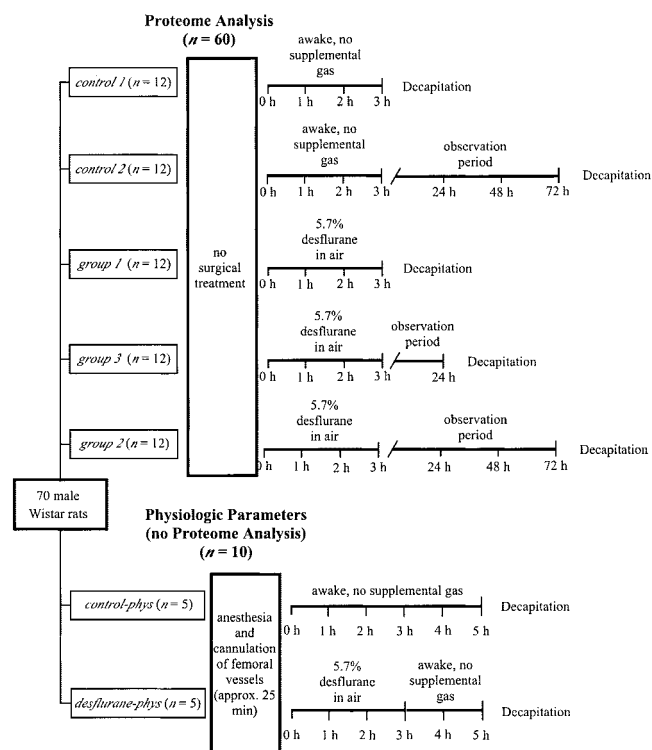 Proteome Analysis
(n = 60)
control 1 (n = 12)
awake, no
supplemental
gas
0 h 1 h 2 h 3 h
Decapitation
control 2 (n = 12)
awake, no
supplemental
gas
0 h 1 h 2 h 3 h
observation
period
24 h 48 h 72 h
Decapitation
no
surgical
treatment
group 1 (n = 12)
5.7%
desflurane
in air
0 h 1 h 2 h 3 h
Decapitation
group 3 (n = 12)
5.7%
desflurane
in air
0 h 1 h 2 h 3 h
observation
period
24 h
Decapitation
group 2 (n = 12)
5.7%
desflurane
in air
0 h 1 h 2 h 3 h
observation
period
24 h 48 h 72 h
Decapitation
70 male
Wistar rats
Physiologic Parameters
(no Proteome Analysis)
(n = 10)
control-phys (n = 5)
anesthesia and
cannulation
of femoral
vessels
(approx. 25
min)
awake, no supplemental gas
0 h 1 h 2 h 3 h 4 h 5 h
Decapitation
desflurane-phys (n = 5)
5.7%
desflurane
in air
awake, no
supplemental
gas
0 h 1 h 2 h 3 h 4 h 5 h
Decapitation